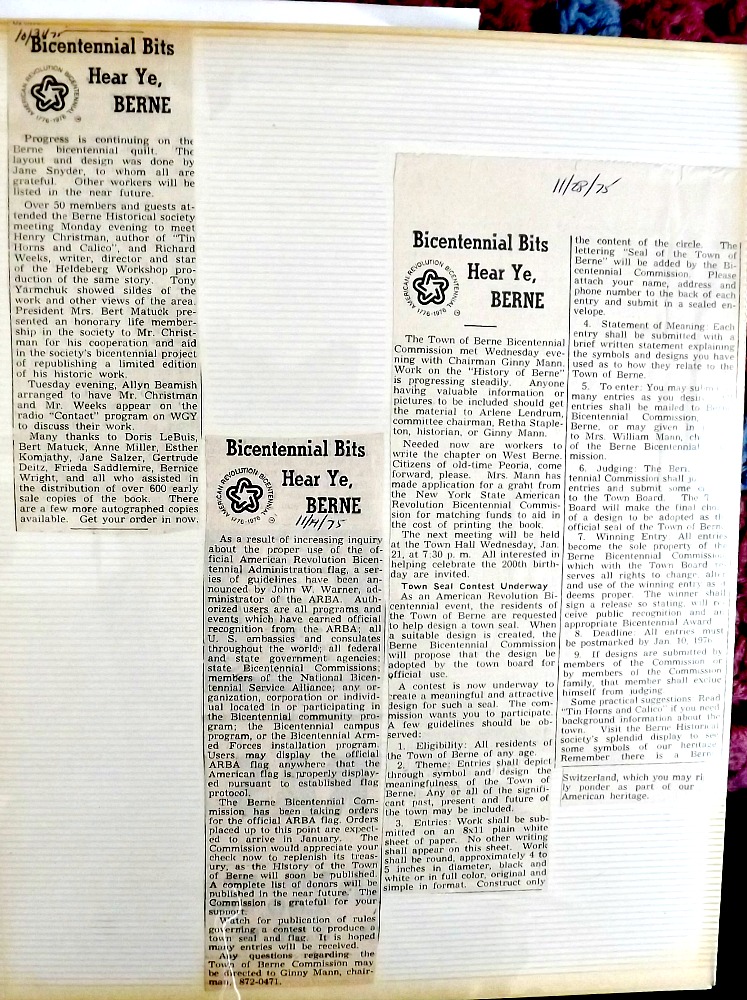 10/24/75
Bicentennial Bits
Hear Ye,
BERNE
AMERICAN REVOLUTION BICENTENNIAL
1776-1976
Progress is continuing on the
Berne bicentennial quilt. The
layout and design was done by
Jane Snyder, to whom all are
grateful. Other workers will be
listed in the near future.
Over 50 members and guests at-
tended the Berne Historical society
meeting Monday evening to meet
Henry Christman, author of "Tin
Horns and Calico", and Richard
Weeks, writer, director and star
of the Heldeberg Workshop pro-
duction of the same story. Tony
Yarmchuk showed sildes of the
work and other views of the area.
President Mrs. Bert Matuck pre-
sented an honorary life member-
ship in the society to Mr. Christ-
man for his cooperation and aid
in the society's bicentennial project
of republishing a limited edition
of his historic work.
Tuesday evening, Allyn Beamish
arranged to have Mr. Christman
and Mr. Weeks appear on the
radio "Contact" program on WGY
to discuss their work.
Many thanks to Doris LeBuis,
Bert Matuck, Anne Miller, Esther
Komjathy, Jane Salzer, Gertrude
Deitz, Frieda Saddlemire, Bernice
Wright, and all who assisted in
the distribution of over 600 early
sale copies of the book. There
are a few more autographed copies
available. Get your order in now.
Bicentennial Bits
Hear Ye,
BERNE
AMERICAN REVOLUTION BICENTENNIAL
1776-1976
11/14/75
As a result of increasing inquiry
about the proper use of the of-
ficial American Revolution Bicen-
tennial Administration flag, a ser-
ies of guidelines have been an-
nounced by John W. Warner, ad-
ministrator of the ARBA. Auth-
orized users are all programs and
events which have earned official
recognition from the ARBA; all
U. S. embassies and consulates
throughout the world; all federal
and state government agencies;
state Bicentennial Commissions;
members of the National Bicen-
tennial Service Alliance; any or-
ganization, corporation or individ-
ual located in or participating in
the Bicentennial community pro-
gram; the Bicentennial campus
program, or the Bicentennial Arm-
ed Forces installation program.
Users may display the official
ARBA flag anywhere that the
American flag is properly display-
ed pursuant to established flag
protocol.
The Berne Bicentennial Com-
mission has been taking orders
for the official ARBA flag. Orders
placed up to this point are expect-
ed to arrive in January. The
Commission would appreciate your
check now to replenish its treas-
ury, as the History of the Town
of Berne will soon be published.
A complete list of donors will be
published in the near future. The
Commission is grateful for your
support.
Watch for publication of rules
governing a contest to produce a
town seal and flag. It is hoped
many entries will be received.
Any questions regarding the
Town of Berne Commission may
be directed to Ginny Mann, chair-
man, 872-0471.
11/28/75
Bicentennial Bits
Hear Ye,
BERNE
AMERICAN REVOLUTION BICENTENNIAL
1776-1976
The Town of Berne Bicentennial
Commission met Wednesday eve-
ning with Chairman Ginny Mann.
Work on the "History of Berne"
is progressing steadily. Anyone
having valuable information or
pictures to be included should get
the material to Arlene Lendrum,
committee chairman, Retha Staple-
ton, historian, or Ginny Mann.
Needed now are workers to
write the chapter on West Berne.
Citizens of old-time Peoria, come
forward, please. Mrs. Mann has
made application for a grant from
the New York State American
Revolution Bicentennial Commis-
sion for matching funds to aid in
the cost of printing the book.
The next meeting will be held
at the Town Hall Wednesday, Jan.
21, at 7:30 p. m. All interested in
helping celebrate the 200th birth-
day are invited.
Town Seal Contest Underway
As an American Revolution Bi-
centennial event, the residents of
the Town of Berne are requested
to help design a town seal. When
a suitable design is created, the
Berne Bicentennial Commission
will propose that the design be
adopted by the town board for
official use.
A contest is now underway to
create a meaningful and attractive
design for such a seal. The com-
mission wants you to participate.
A few guidelines should be ob-
served:
1. Eligibility: All residents of
the Town of Berne of any age.
2. Theme: Entries shall depict
through symbol and design the
meaningfulness of the Town of
Berne. Any or all of the signifi-
cant past, present and future of
the town may be included.
3. Entries: Work shall be sub-
mitted on an 8x11 plain white
sheet of paper. No other writing
shall appear on this sheet. Work
shall be round, approximately 4 to
5 inches in diameter, black and
white or in full color, original and
simple in format. Construct only
the content of the circle. The
lettering "Seal of the Town of
Berne" will be added by the Bi-
centennial Commission. Please
attach your name, address and
phone number to the back of each
entry and submit in a sealed en-
velope.
4. Statement of Meaning: Each
entry shall be submitted with a
brief written statement explaining
the symbols and designs you have
used as to how they relate to the
Town of Berne.
5. To enter: You may
many entries as you
entries shall be mailed to
Bicentennial Commission,
Berne, or may given in
to Mrs. William Mann,
of the Berne Bicentennial
mission.
6. Judging: The
tennial Commission shall
entries and submit some
to the Town Board. The
Board will make the final
of a design to be adopted as
official seal of the Town of Bern
7. Winning Entry All entries
become the sole property of the
Berne Bicentennial
which with the Town Board
serves all rights to change,
and use of the winning entry as
deems proper. The winner shall
sign a release so stating, will
ceive public recognition and
appropriate Bicentennial Award
8. Deadline: All entries must
be postmarked by Jan. 10,
9. If designs are submitted by
members of the Commission or
by members of the Commission
family, that member shall
himself from judging
Some practical suggestions. Read
"Tin Horns and Calico" if you need
background information about the
town. Visit the Berne Historical
society's splendid display to
some symbols of our heritage
Remember there is a Bern
Switzerland, which you may
ly ponder as part of our
American heritage.